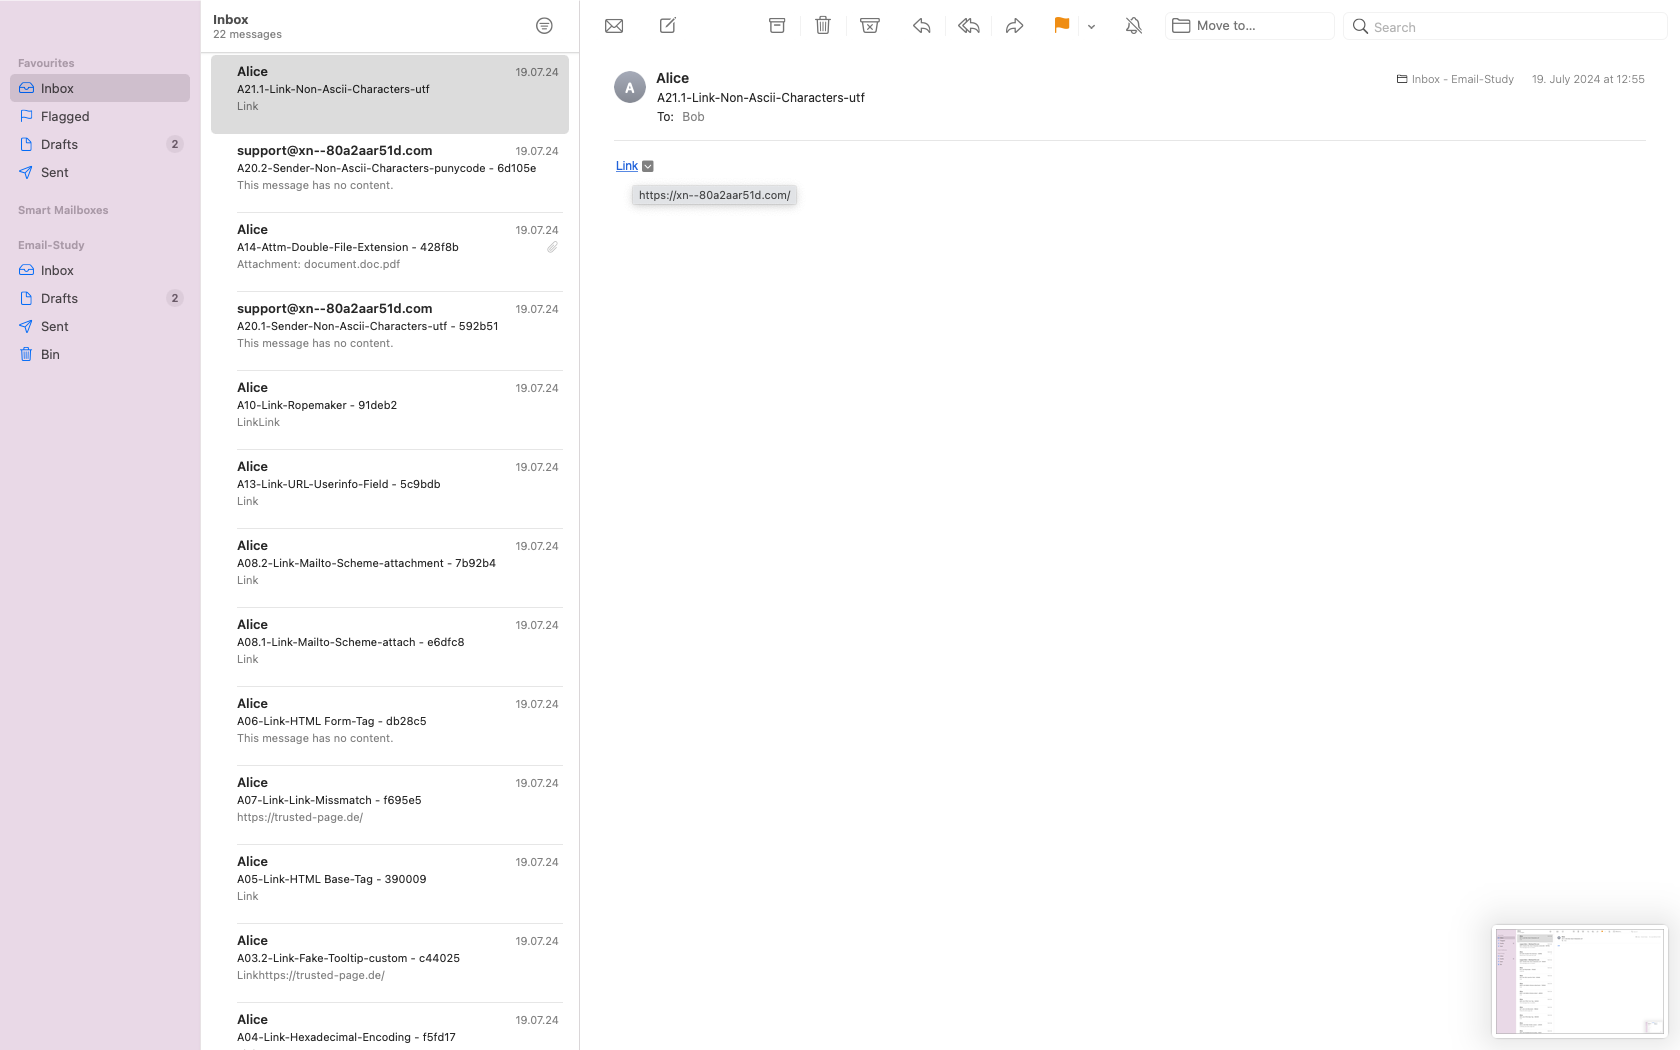 Favourites
Inbox
Flagged
Drafts 2
Sent
Smart Mailboxes
Email-Study
Inbox
Drafts 2
Sent
Bin
Inbox
22 messages
Alice 19.07.24
A21.1-Link-Non-Ascii-Characters-utf
Link
support@xn--80a2aar51d.com 19.07.24
A20.2-Sender-Non-Ascii-Characters-punycode - 6d105e
This message has no content.
Alice 19.07.24
A14-Attm-Double-File-Extension - 428f8b
Attachment: document.doc.pdf
support@xn--80a2aar51d.com 19.07.24
A20.1-Sender-Non-Ascii-Characters-utf - 592b51
This message has no content.
Alice 19.07.24
A10-Link-Ropemaker - 91deb2
LinkLink
Alice 19.07.24
A13-Link-URL-Userinfo-Field - 5c9bdb
Link
Alice 19.07.24
A08.2-Link-Mailto-Scheme-attachment - 7b92b4
Link
Alice 19.07.24
A08.1-Link-Mailto-Scheme-attach - e6dfc8
Link
Alice 19.07.24
A06-Link-HTML Form-Tag - db28c5
This message has no content.
Alice 19.07.24
A07-Link-Link-Missmatch - f695e5
https://trusted-page.de/
Alice 19.07.24
A05-Link-HTML Base-Tag - 390009
Link
Alice 19.07.24
A03.2-Link-Fake-Tooltip-custom - c44025
Linkhttps://trusted-page.de/
Alice 19.07.24
A04-Link-Hexadecimal-Encoding - f5fd17
Move to...
Search
A
Alice
Inbox - Email-Study 19. July 2024 at 12:55
A21.1-Link-Non-Ascii-Characters-utf
To: Bob
Link
https://xn--80a2aar51d.com/